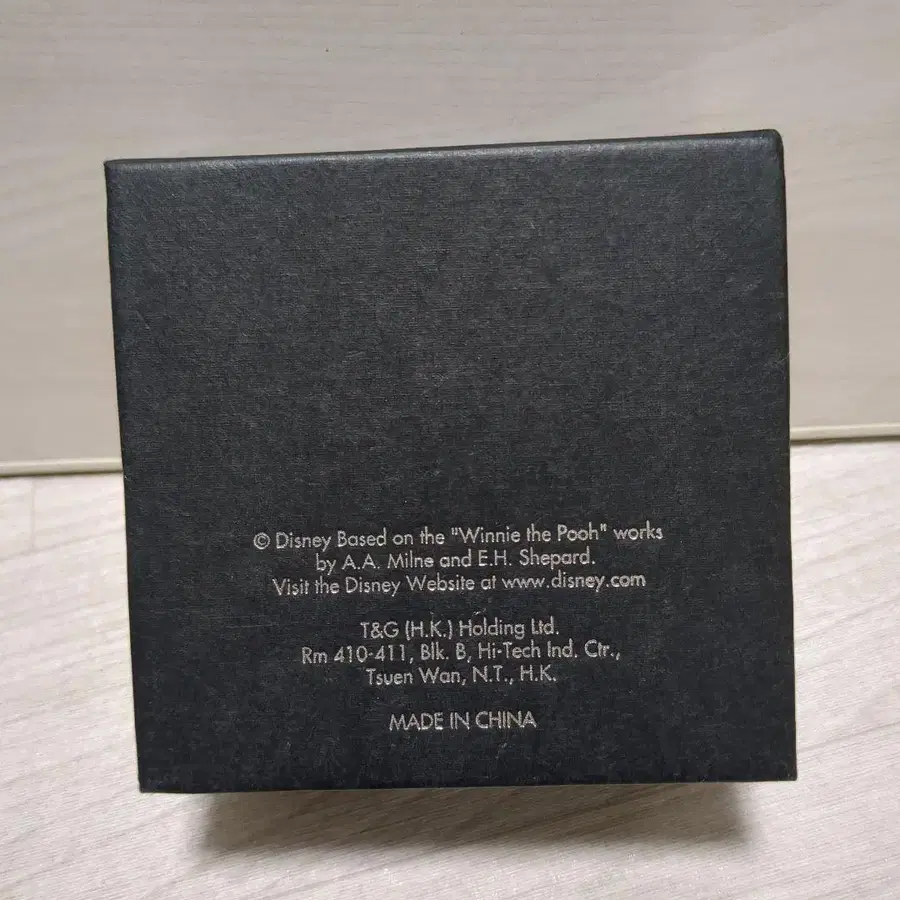 © Disney Based on the "Winnie the Pooh" works
by A.A. Milne and E.H. Shepard.
Visit the Disney Website at www.disney.com
T&G (H.K.) Holding Ltd.
Rm 410-411, Blk. B, Hi-Tech Ind. Ctr.,
Tsuen Wan, N.T., H.K.
MADE IN CHINA